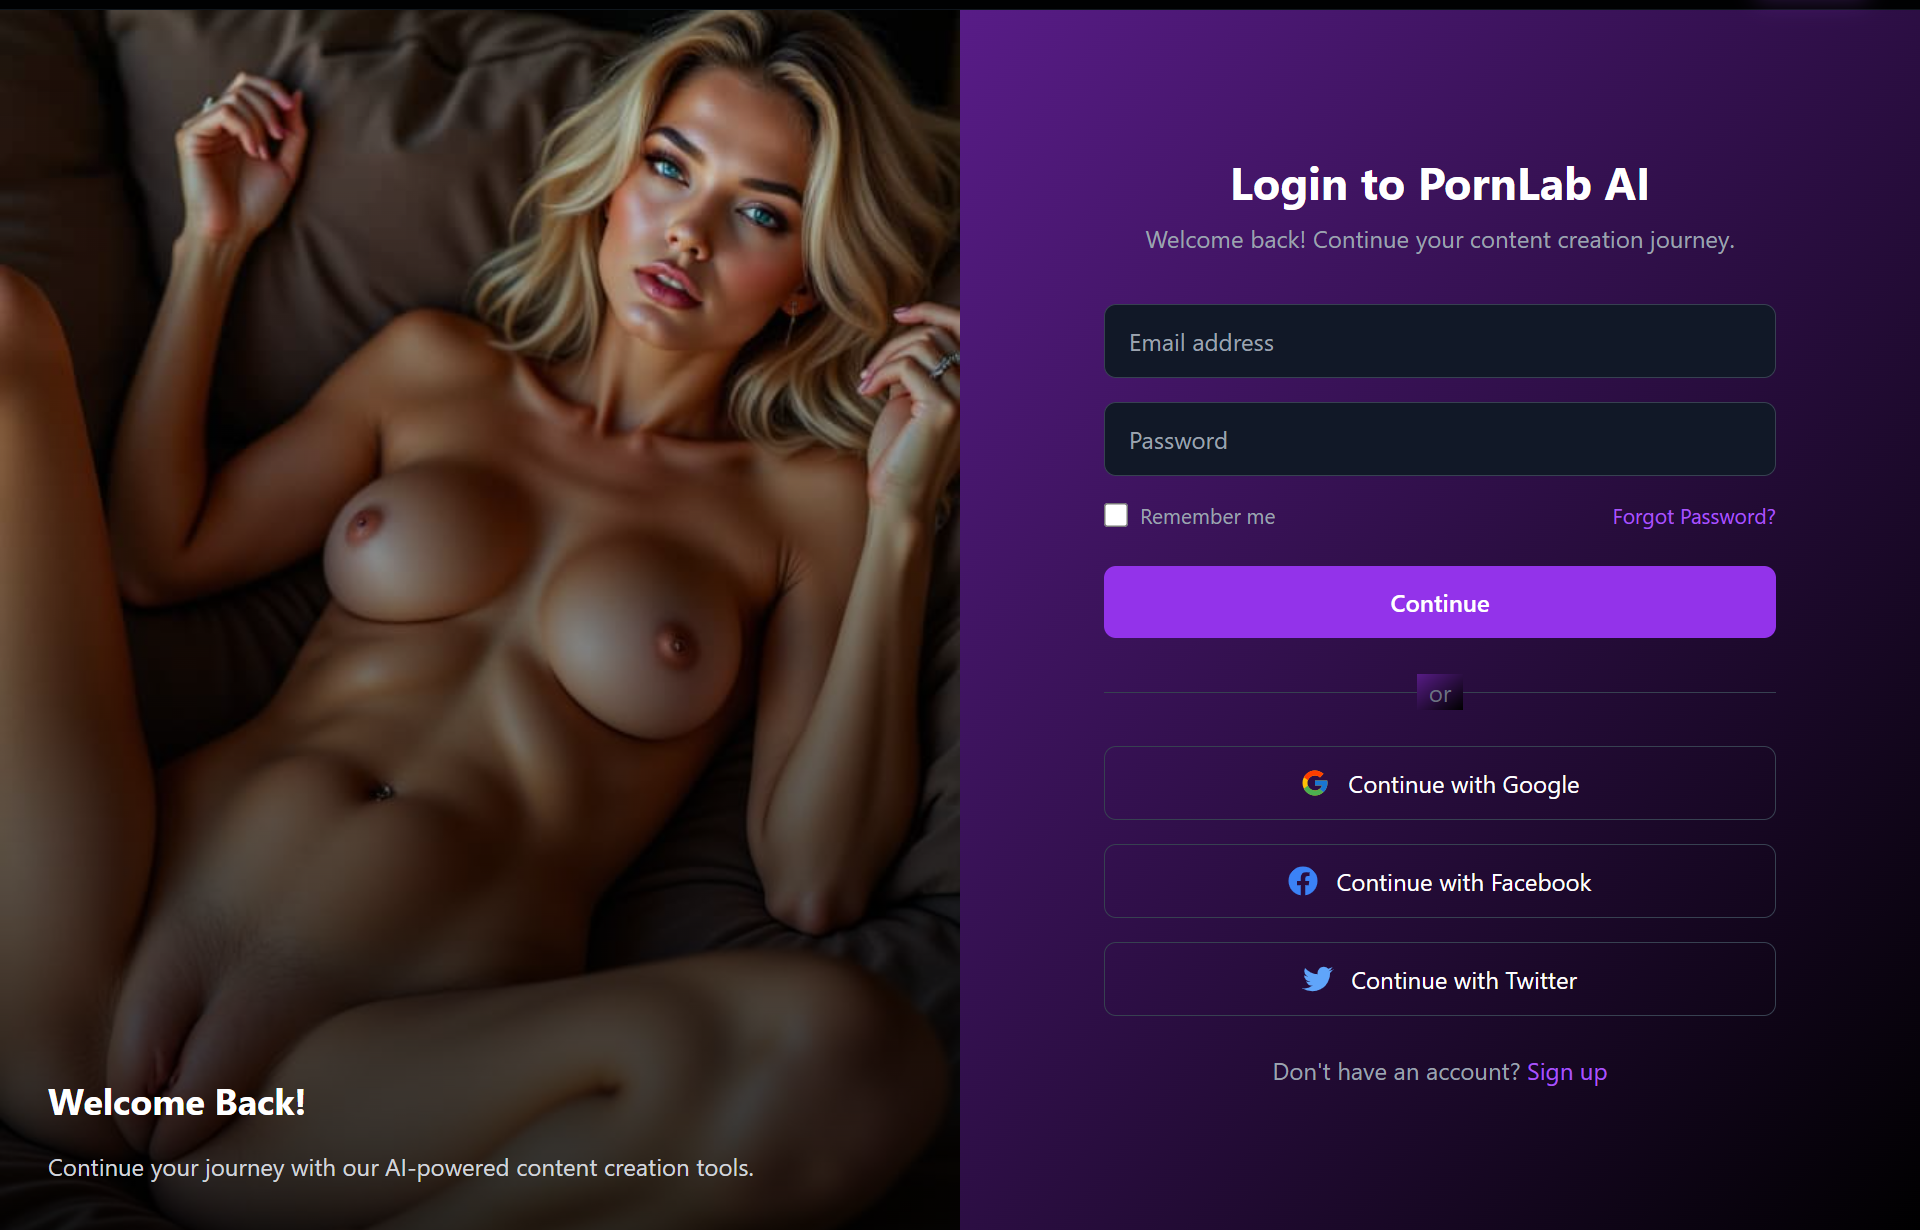 Login to PornLab AI
Welcome back! Continue your content creation journey.
Email address
Password
Remember me
Forgot Password?
Continue
or
Continue with Google
Continue with Facebook
Continue with Twitter
Don't have an account? Sign up
Welcome Back!
Continue your journey with our AI-powered content creation tools.